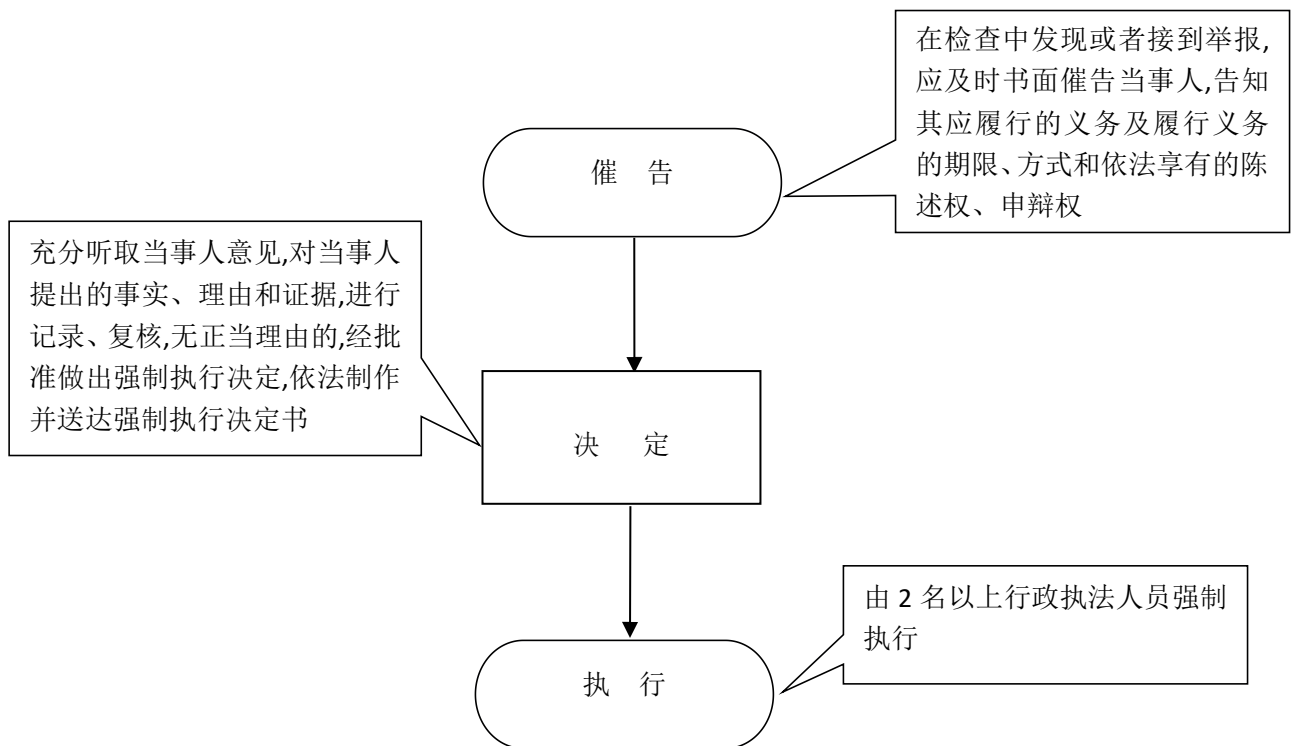 在检查中发现或者接到举报,
应及时书面催告当事人,告知
其应履行的义务及履行义务
的期限、方式和依法享有的陈
述权、申辩权
催 告
充分听取当事人意见,对当事人
提出的事实、理由和证据,进行
记录、复核,无正当理由的,经批
准做出强制执行决定,依法制作
并送达强制执行决定书
决 定
由 2 名以上行政执法人员强制
执行
执 行